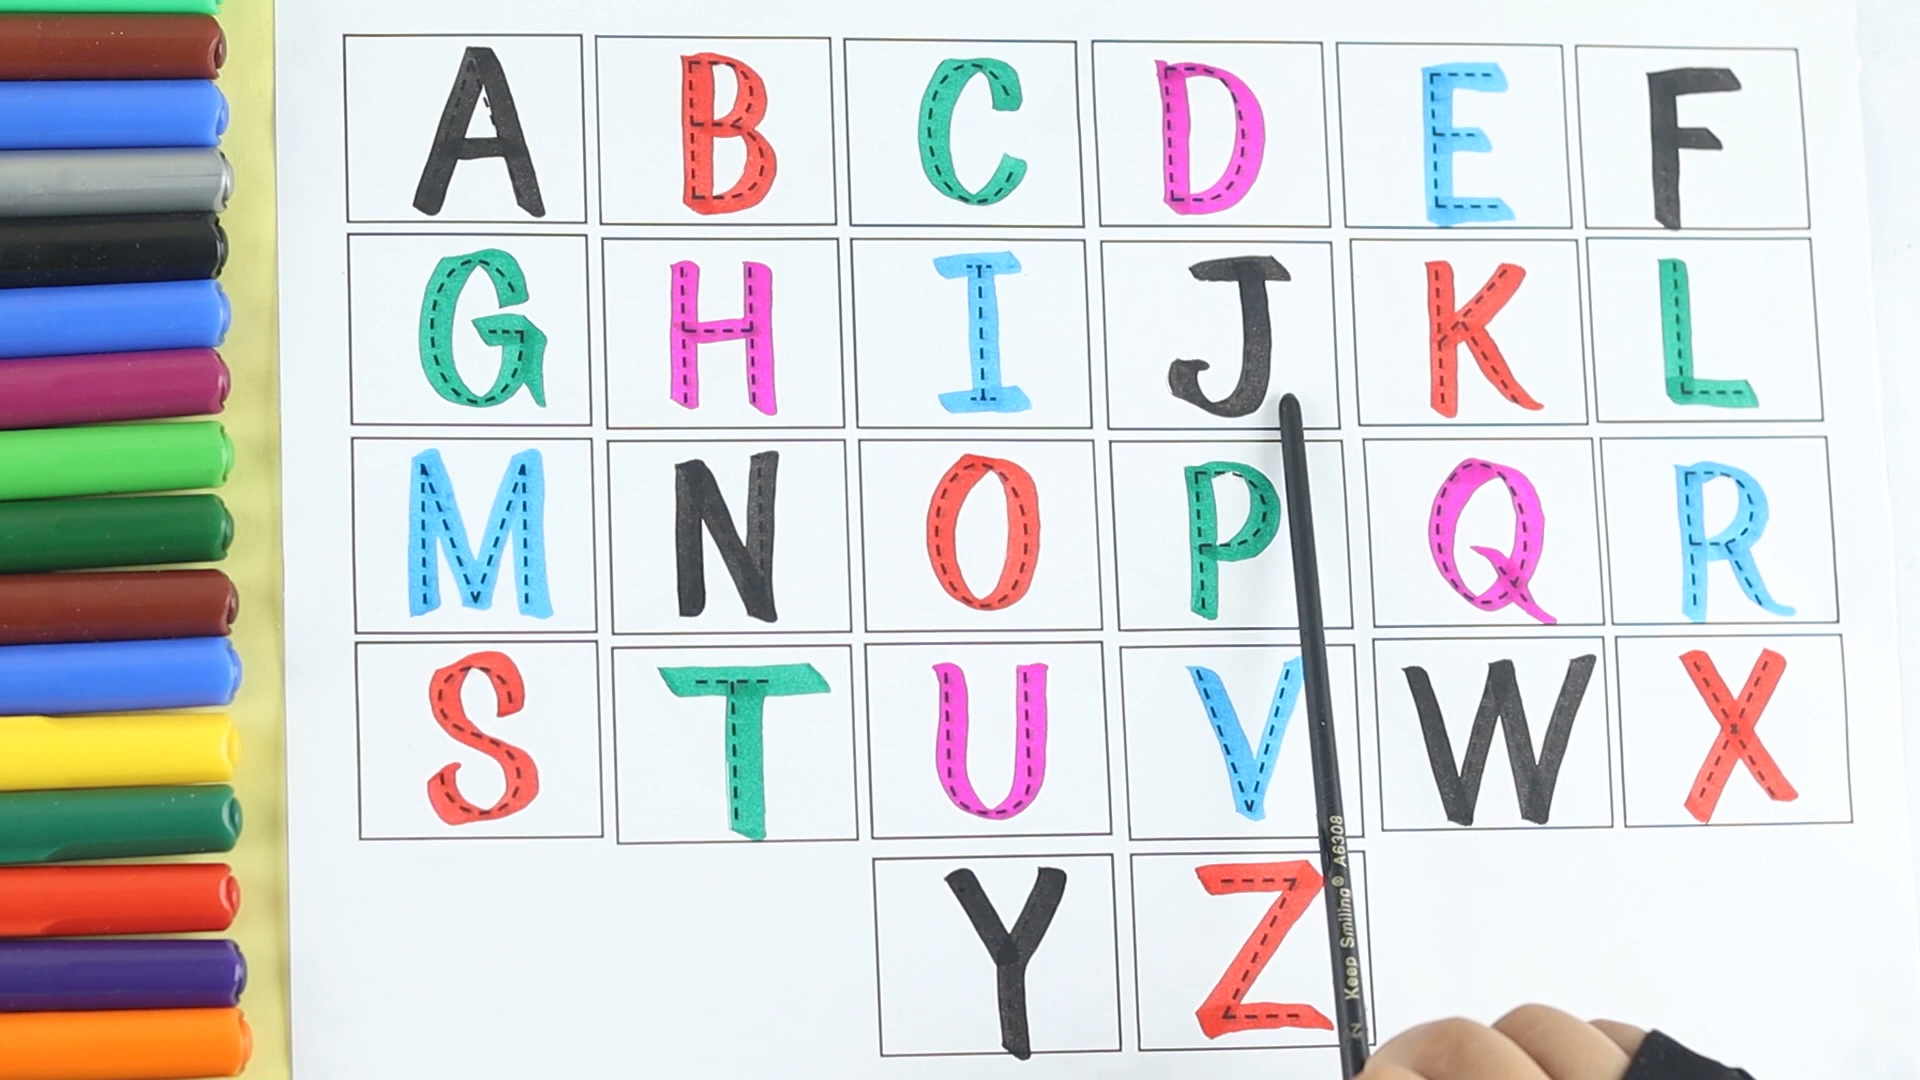 A B C D E F
G H I J K L
M N O P Q R
S T U V W X
Y Z
Keep Smiling® A6308